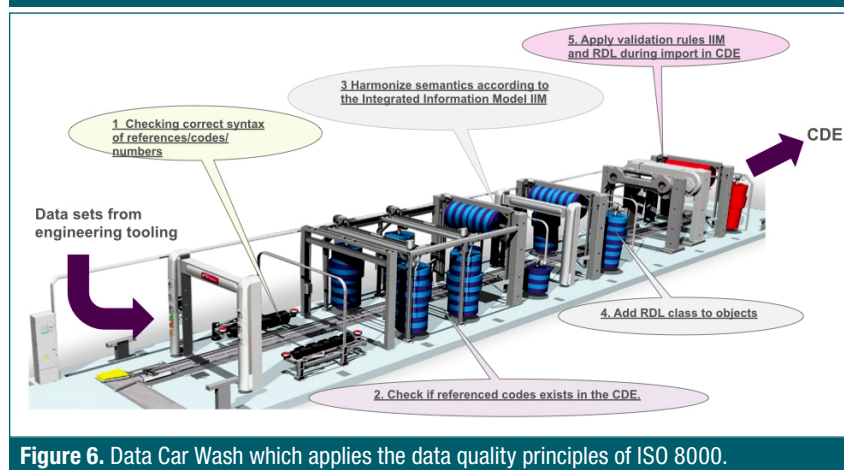 5. Apply validation rules IIM
and RDL during import in CDE
3 Harmonize semantics according to
the Integrated Information Model IIM
1 Checking correct syntax
of references/codes/
numbers
CDE
Data sets from
engineering tooling
4. Add RDL class to objects
2. Check if referenced codes exists in the CDE.
Figure 6. Data Car Wash which applies the data quality principles of ISO 8000.